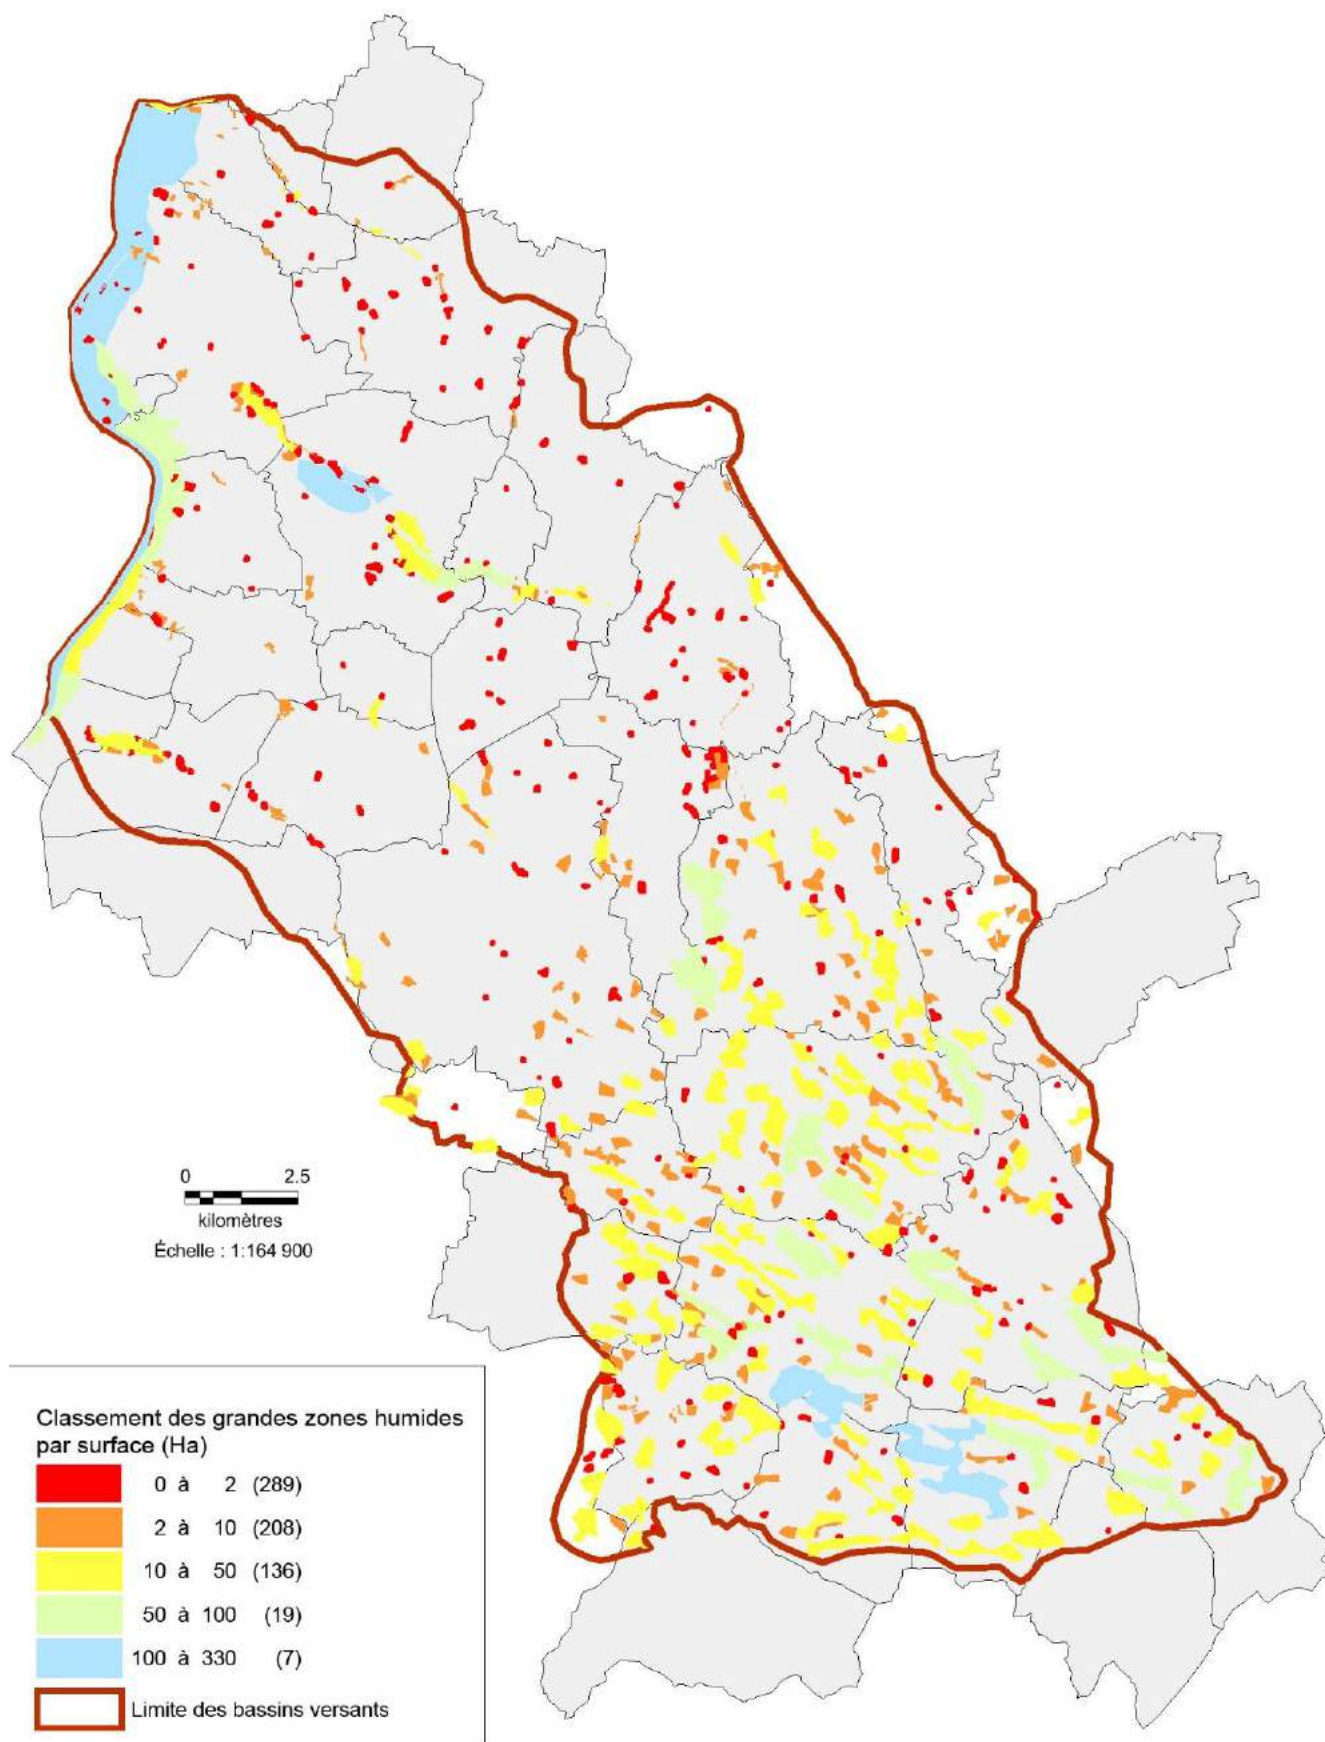 0 2.5
kilomètres
Échelle : 1:164 900
Classement des grandes zones humides
par surface (Ha)
0 à 2 (289)
2 à 10 (208)
10 à 50 (136)
50 à 100 (19)
100 à 330 (7)
Limite des bassins versants